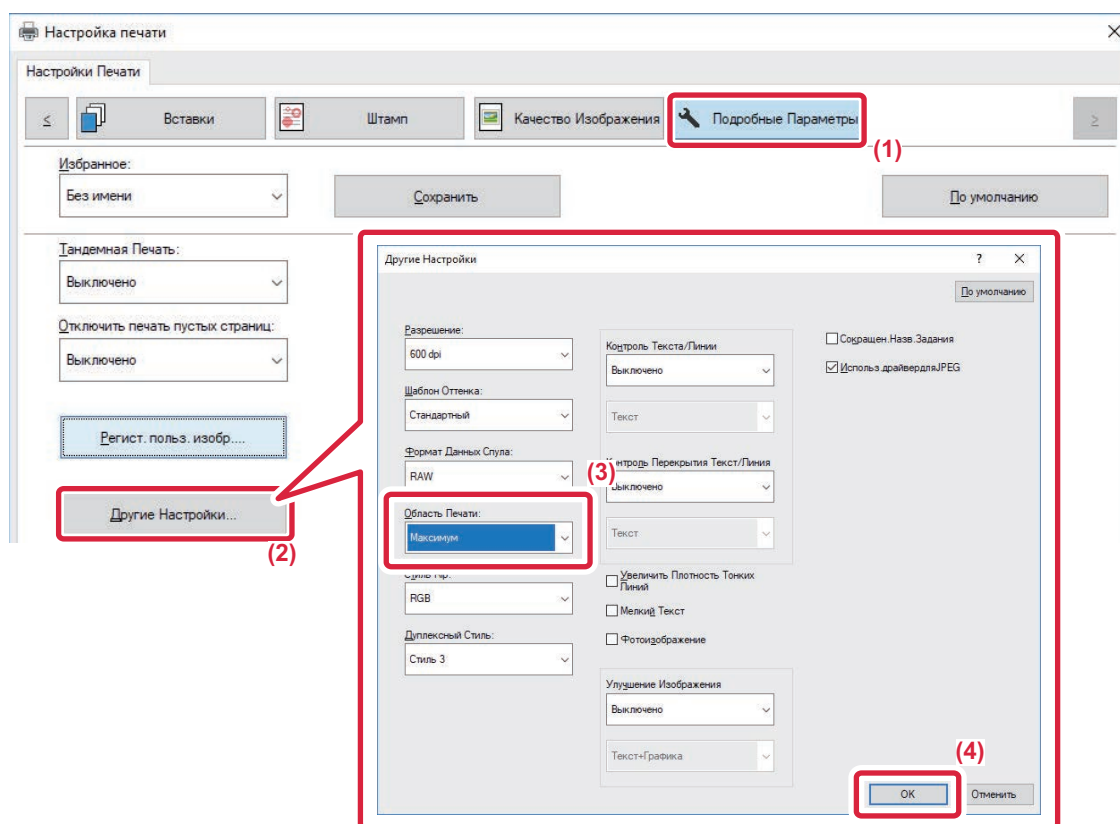 Настройка печати
Настройки Печати
<
Вставки
Штамп
Качество Изображения
Подробные Параметры
>
(1)
Избранное:
Без имени
Сохранить
По умолчанию
Тандемная Печать:
Выключено
Отключить печать пустых страниц:
Выключено
Регист. польз. изобр....
Другие Настройки...
(2)
Другие Настройки
?
По умолчанию
Разрешение:
600 dpi
Шаблон Оттенка:
Стандартный
Формат Данных Спула:
RAW
(3)
Область Печати:
Максимум
RGB
Дуплексный Стиль:
Стиль 3
Контроль Текста/Линии
Выключено
Текст
Контроль Перекрытия Текст/Линия
Выключено
Текст
Увеличить Плотность Тонких
Линий
Мелкий Текст
Фотоизображение
Улучшение Изображения
Выключено
Текст+Графика
Сокращен.Назв.Задания
Использ.драйвердляJPEG
(4)
OK
Отменить